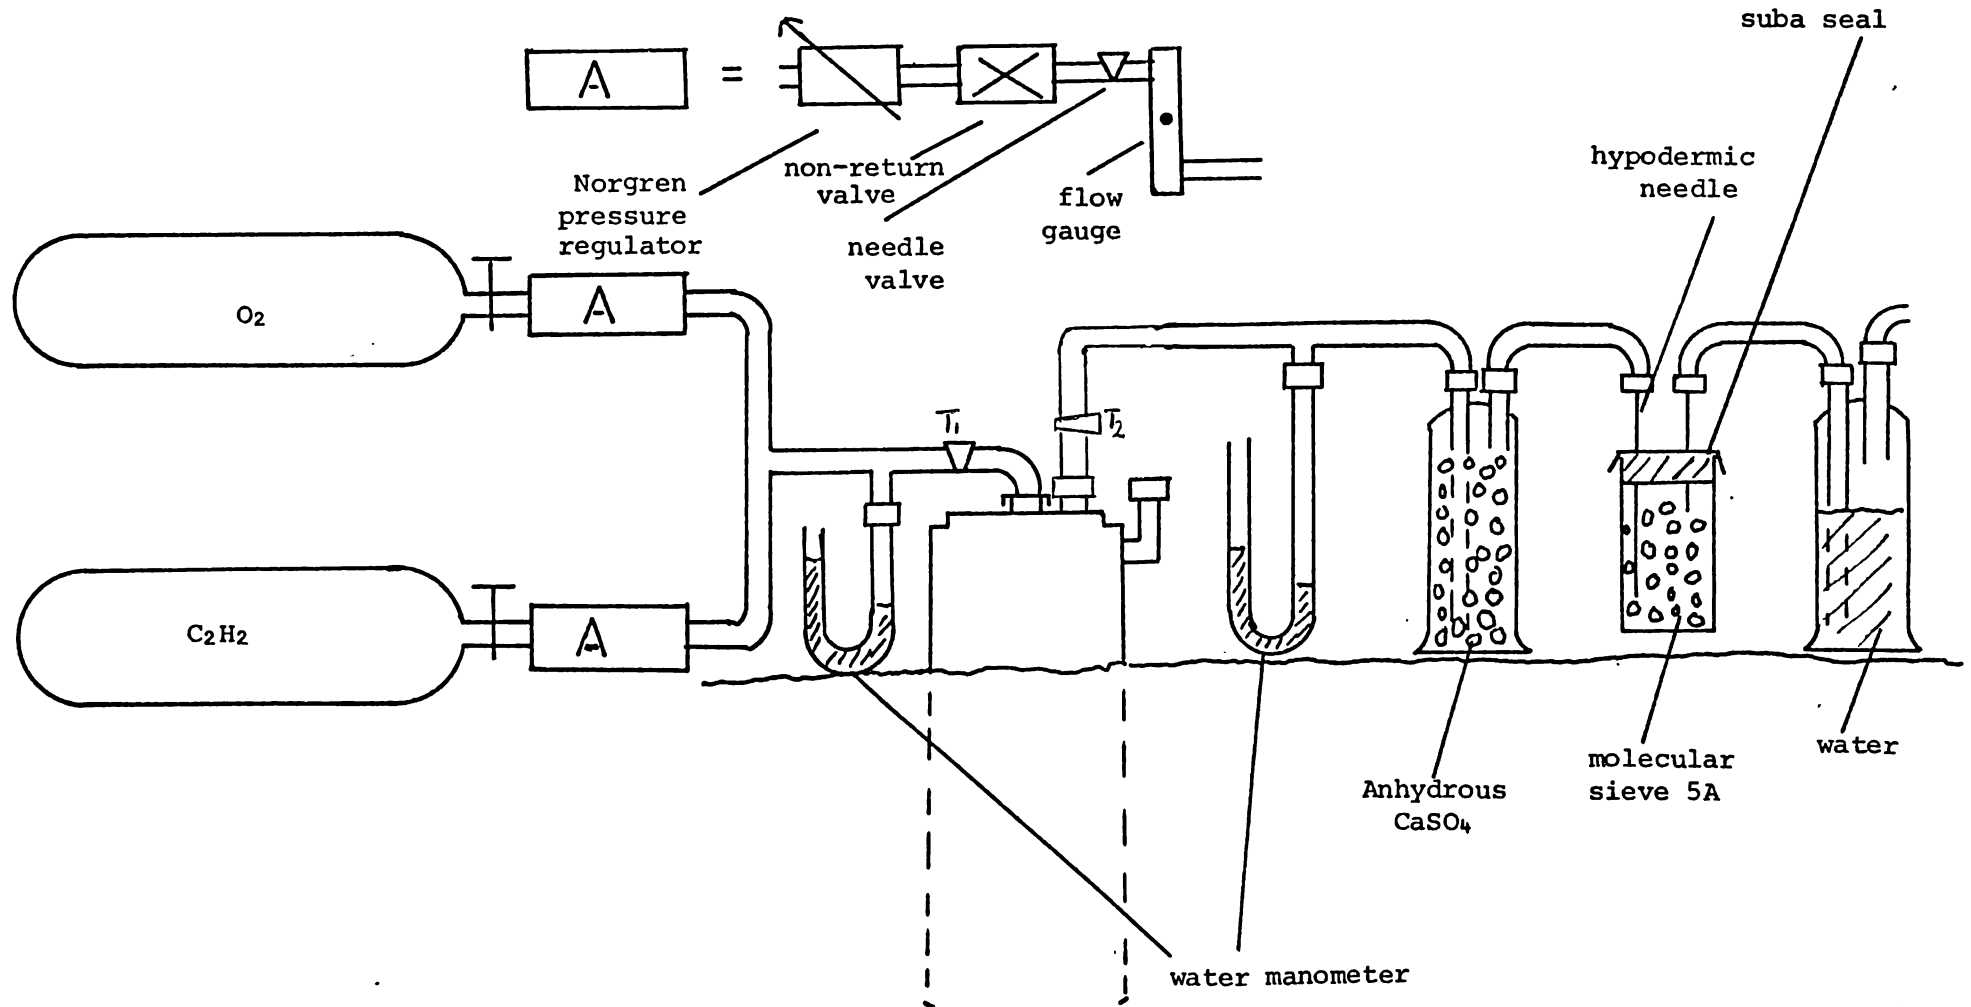 suba seal
A =
hypodermic
needle
non-return
valve
Norgren
pressure
regulator
flow
gauge
needle
valve
O₂
A
T₁
T₂
C₂H₂
A
water
molecular
sieve 5A
Anhydrous
CaSO₄
water manometer